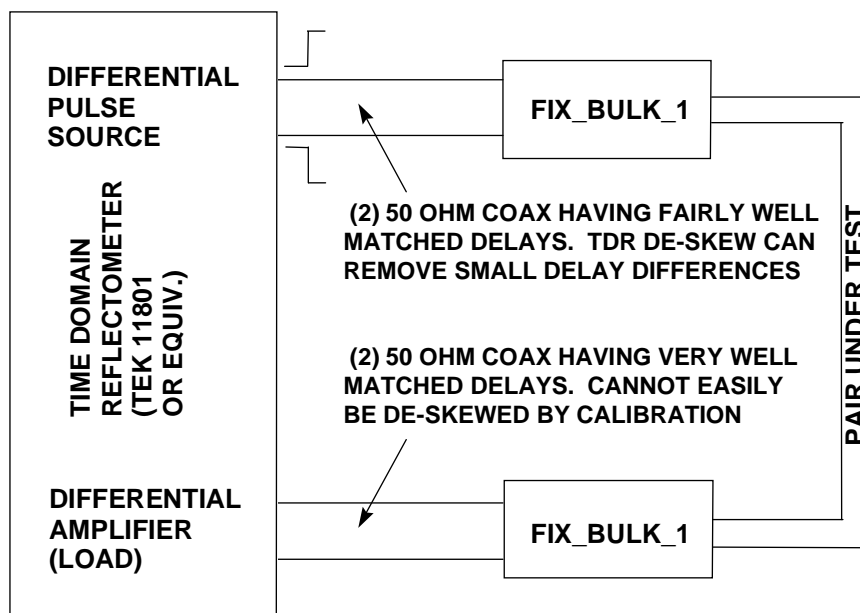 DIFFERENTIAL
PULSE
SOURCE
FIX_BULK_1
(2) 50 OHM COAX HAVING FAIRLY WELL
MATCHED DELAYS. TDR DE-SKEW CAN
REMOVE SMALL DELAY DIFFERENCES
TIME DOMAIN
REFLECTOMETER
(TEK 11801
OR EQUIV.)
PAIR UNDER TEST
(2) 50 OHM COAX HAVING VERY WELL
MATCHED DELAYS. CANNOT EASILY
BE DE-SKEWED BY CALIBRATION
DIFFERENTIAL
AMPLIFIER
(LOAD)
FIX_BULK_1